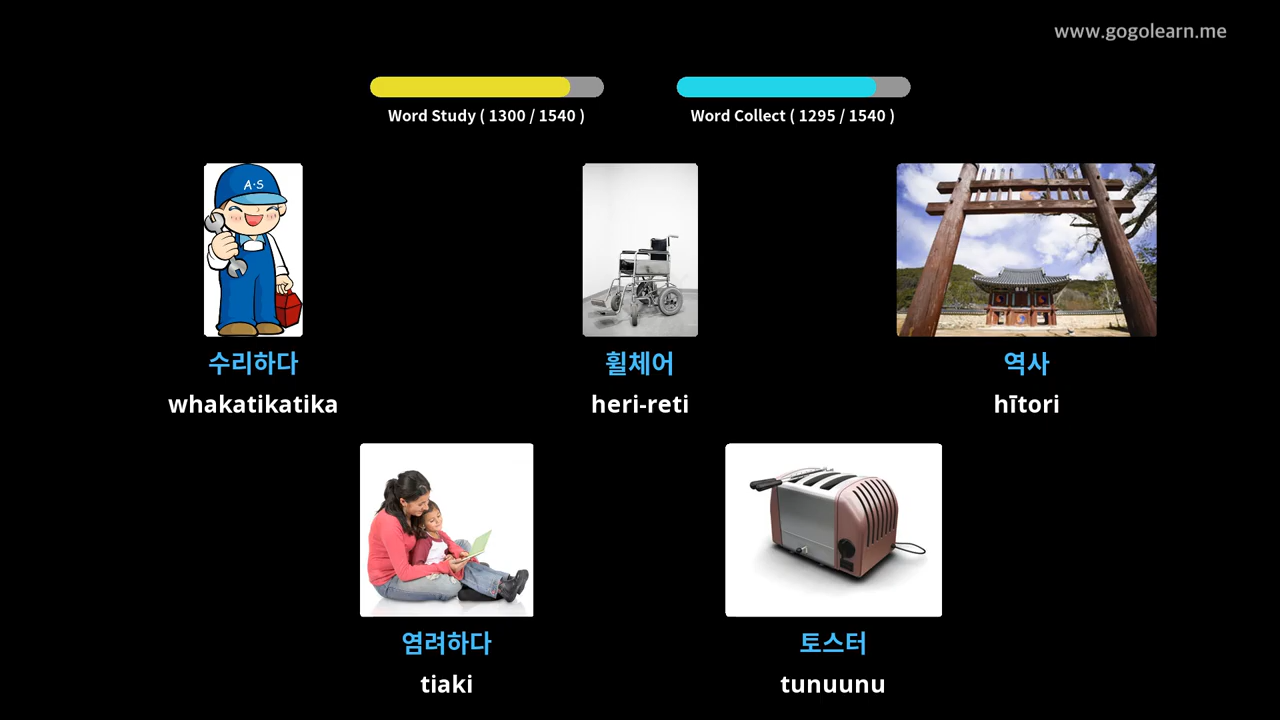 www.gogolearn.me
Word Study ( 1300 / 1540 )
Word Collect ( 1295 / 1540 )
A·S
수리하다
whakatikatika
휠체어
heri-reti
역사
hītori
염려하다
tiaki
토스터
tunuunu